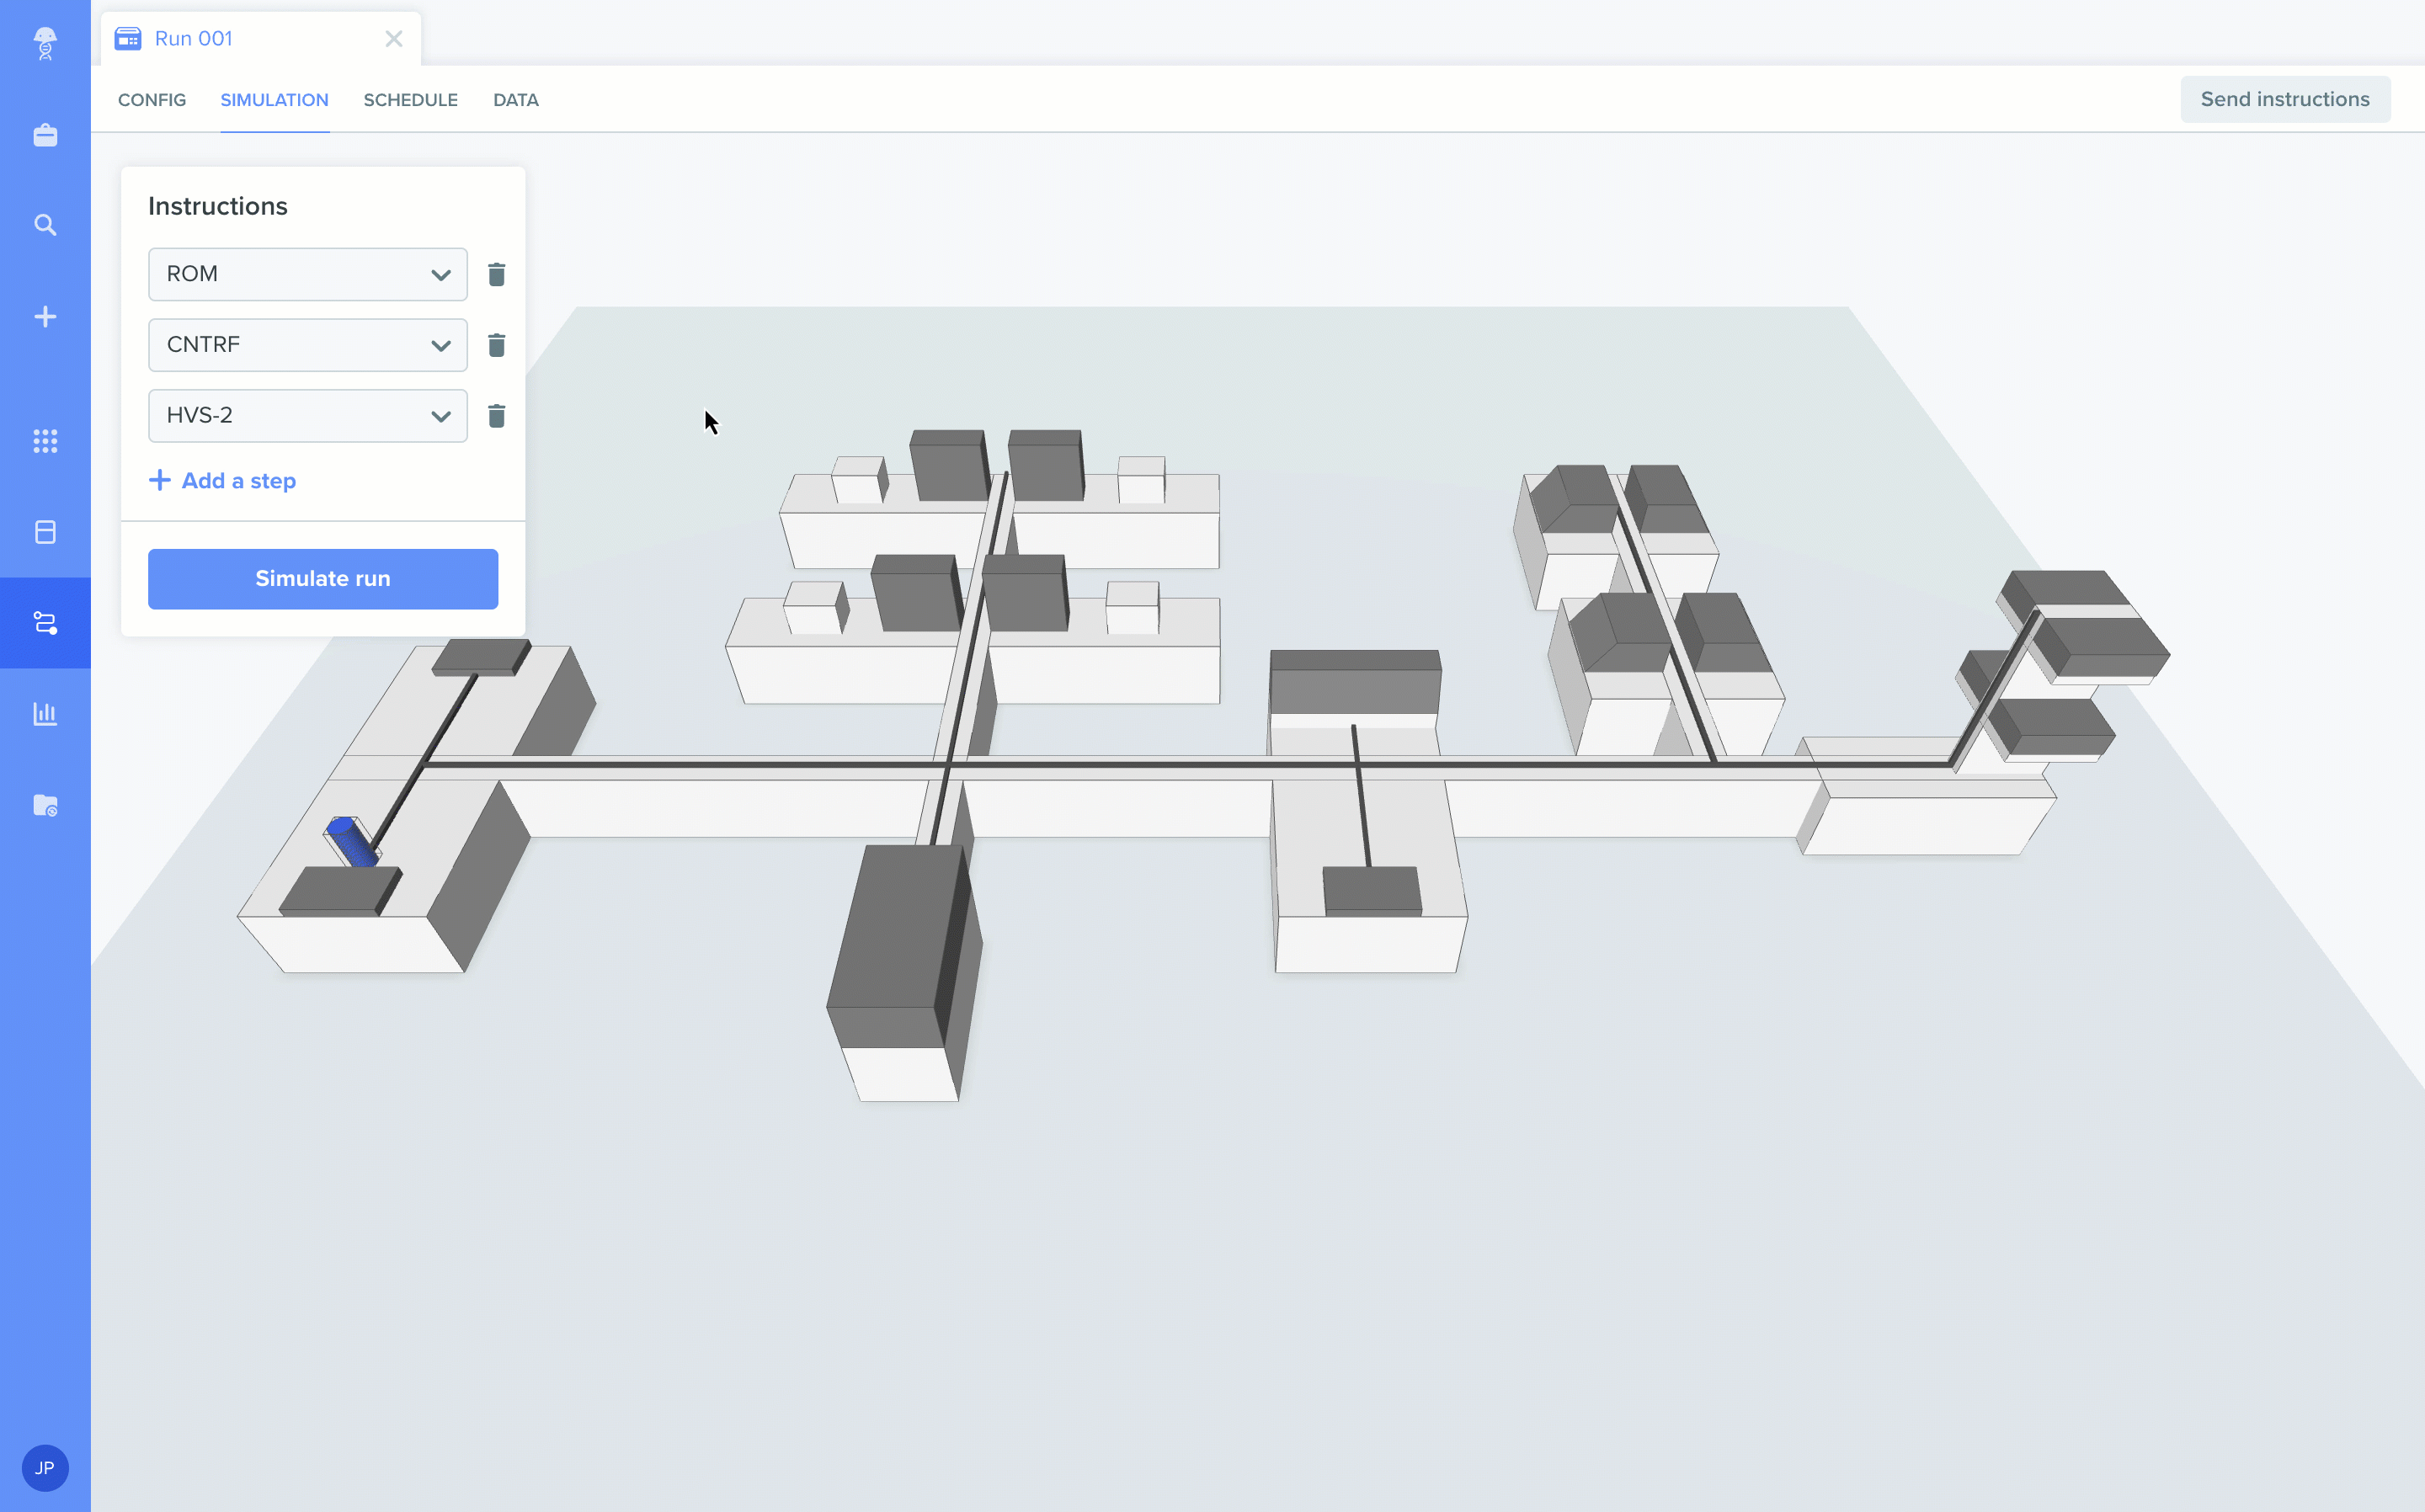 Run 001
CONFIG
SIMULATION
SCHEDULE
DATA
Send instructions
Instructions
ROM
CNTRF
HVS-2
Add a step
Simulate run
JP